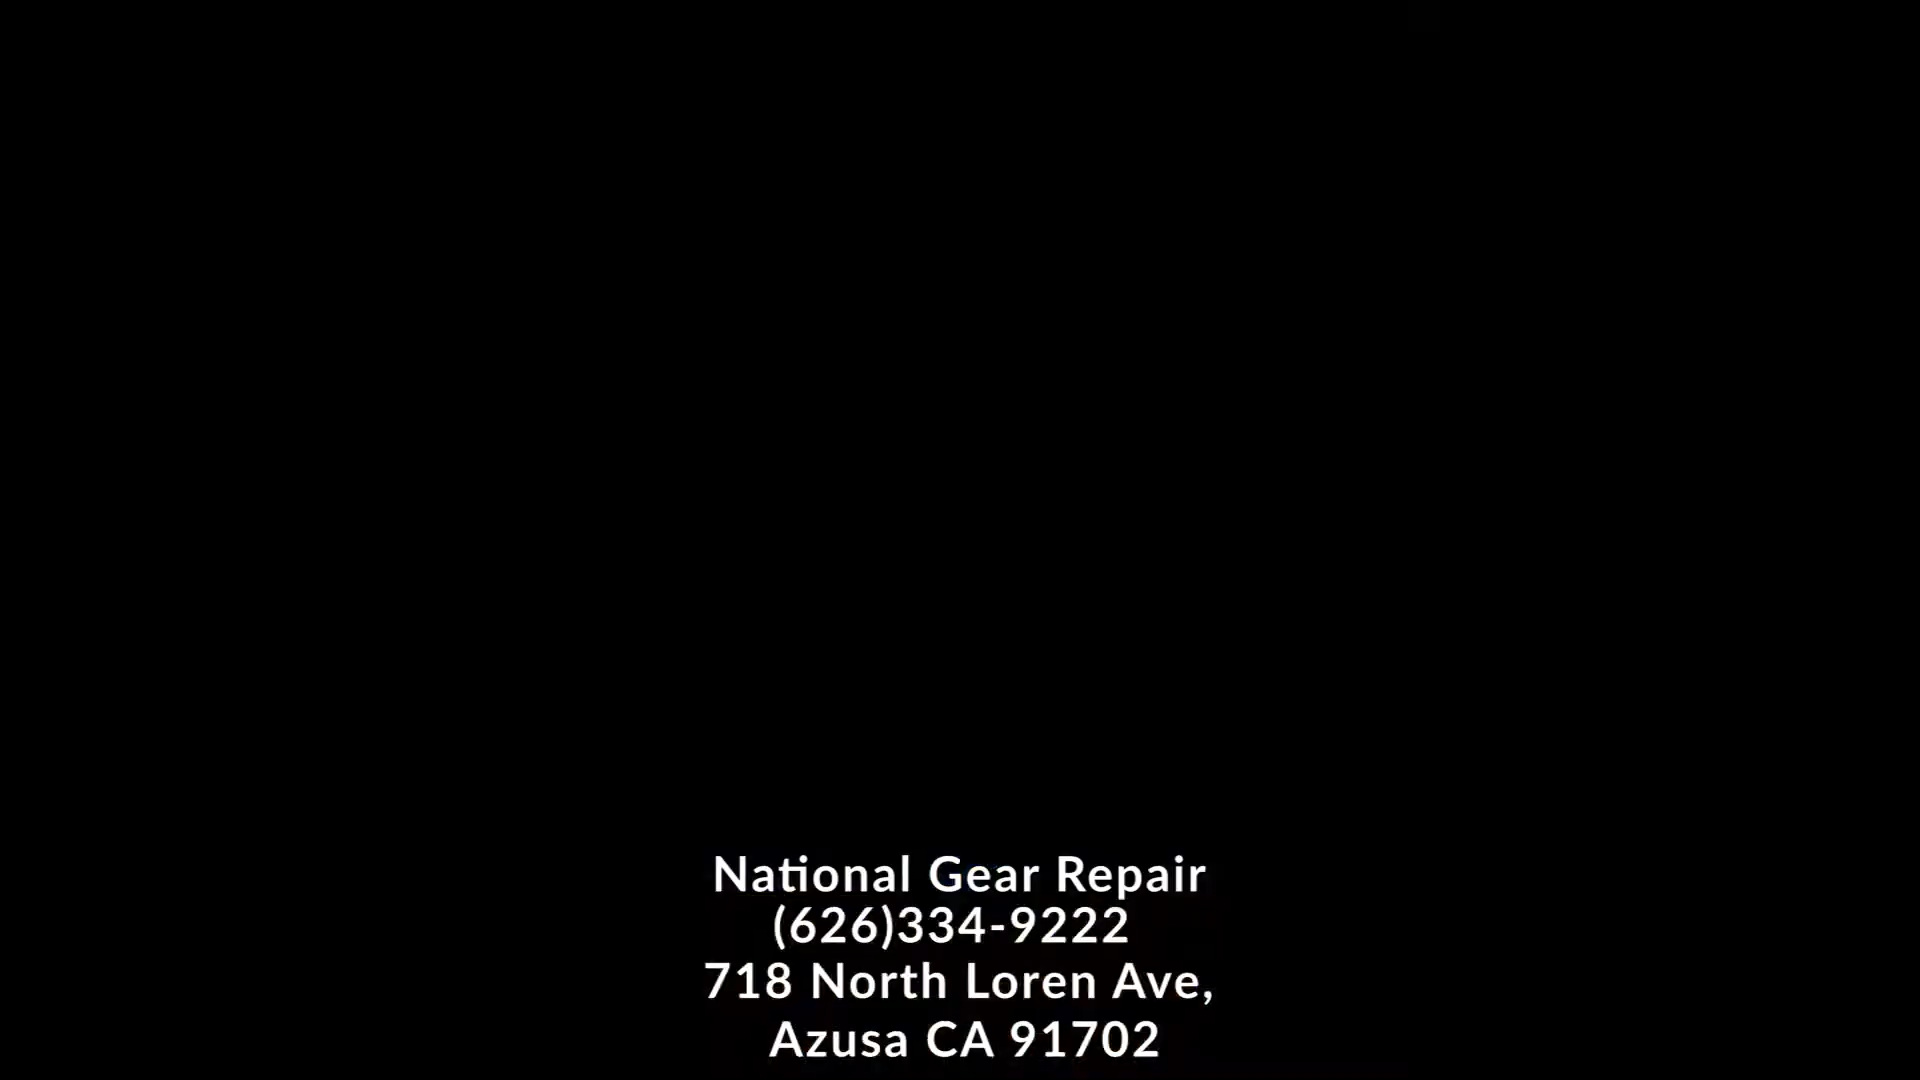 National Gear Repair
(626)334-9222
718 North Loren Ave,
Azusa CA 91702